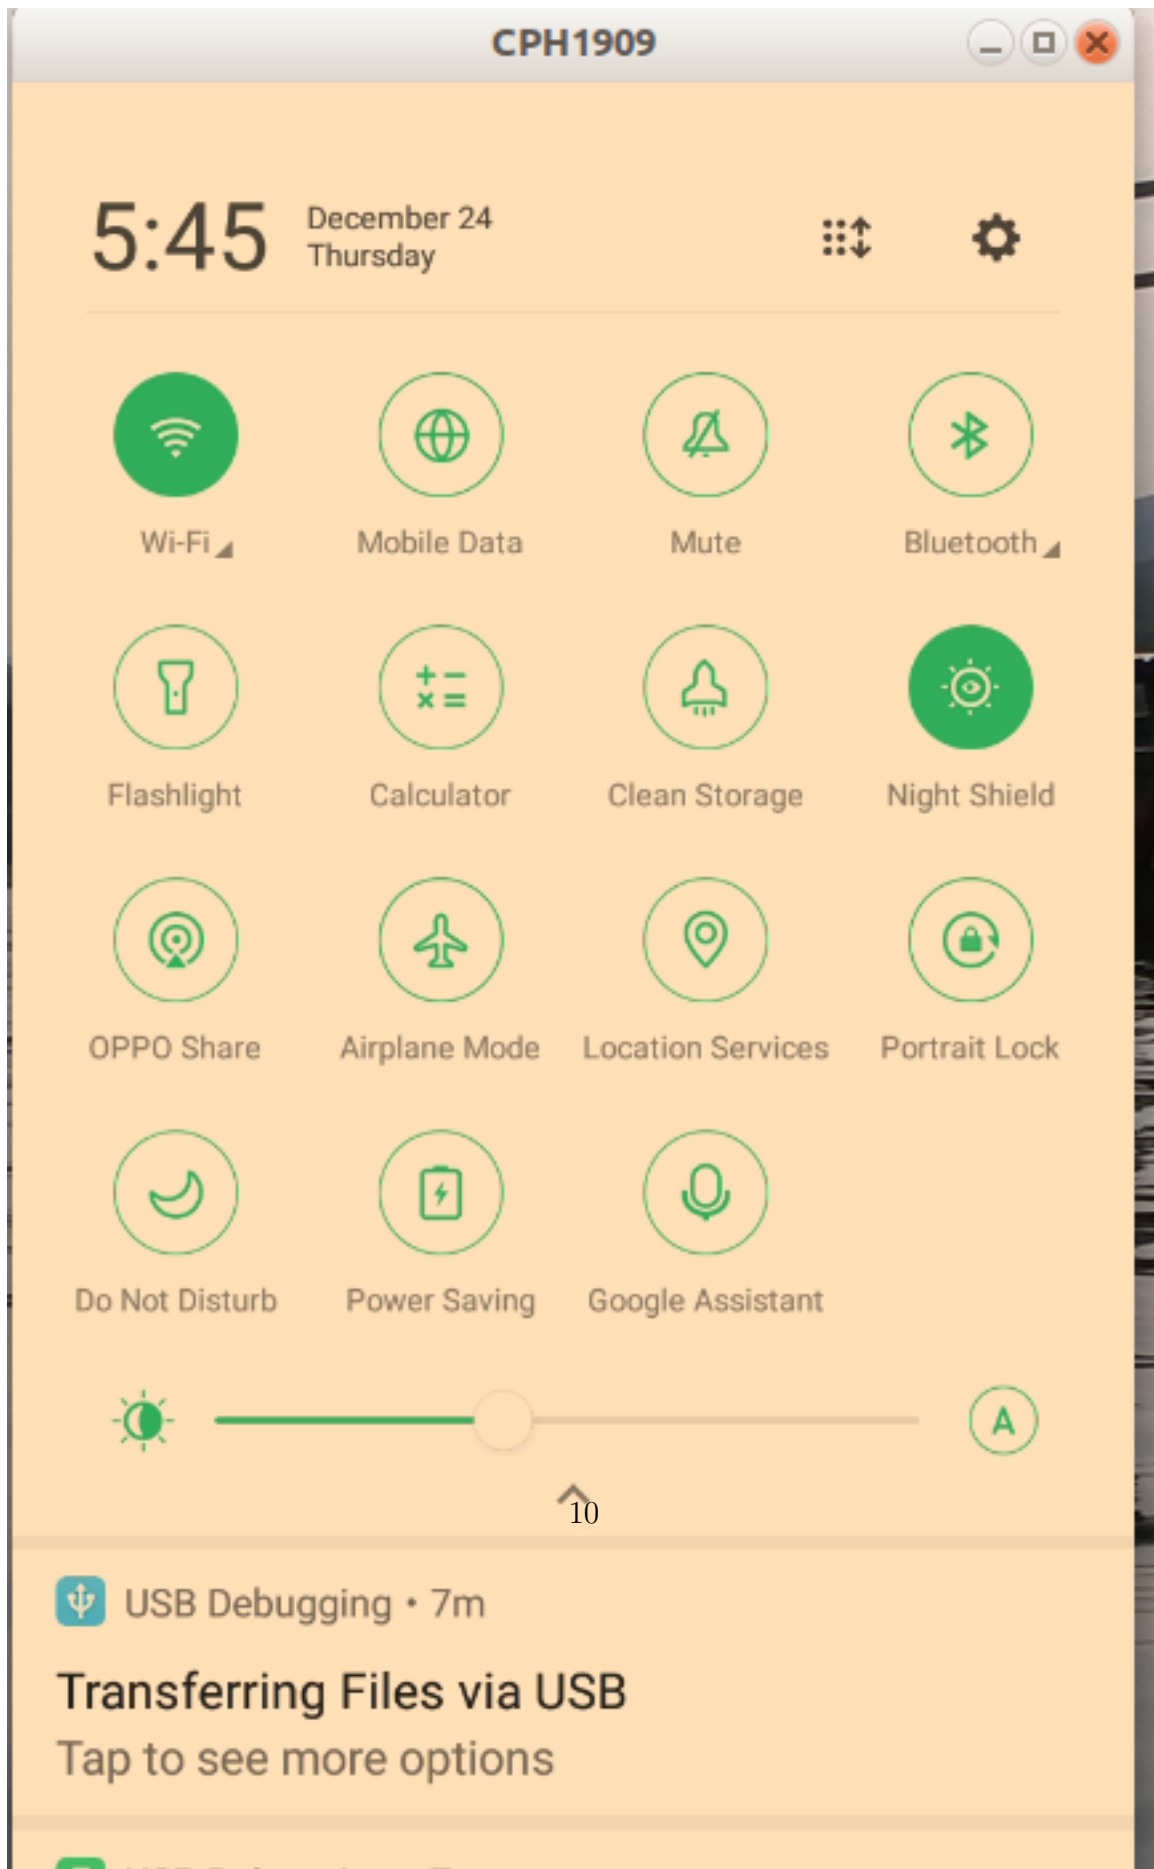 CPH1909
5:45
December 24
Thursday
Wi-Fi
Mobile Data
Mute
Bluetooth
Flashlight
Calculator
Clean Storage
Night Shield
OPPO Share
Airplane Mode
Location Services
Portrait Lock
Do Not Disturb
Power Saving
Google Assistant
A
10
USB Debugging • 7m
Transferring Files via USB
Tap to see more options